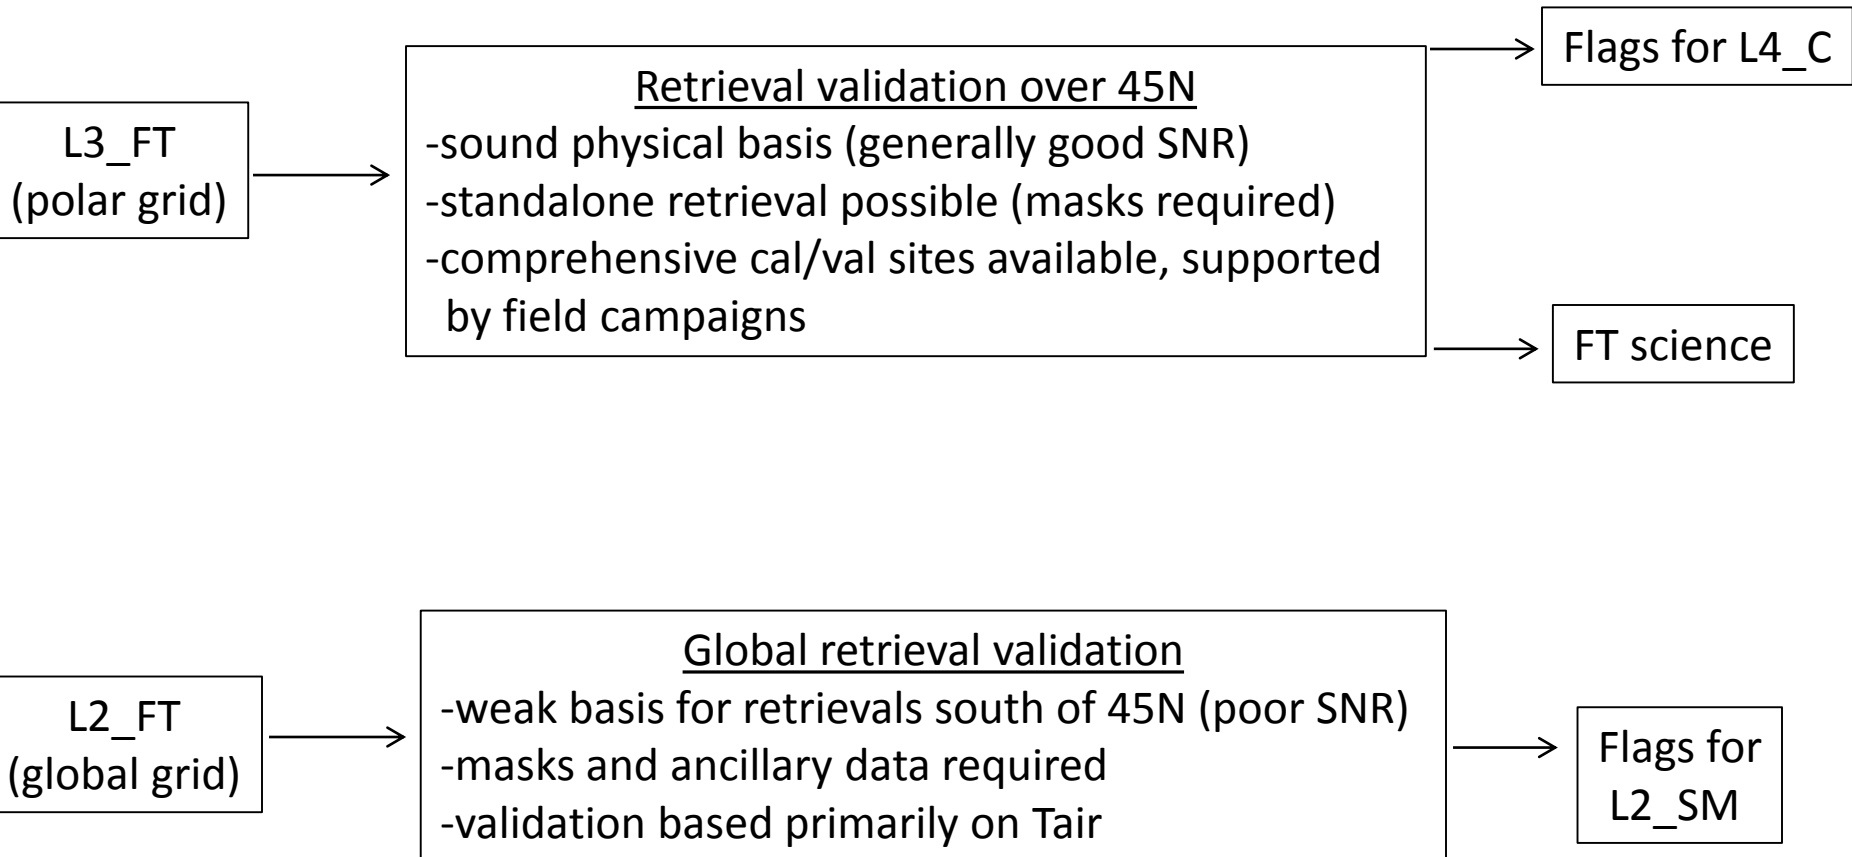 L3_FT
(polar grid)
Retrieval validation over 45N
-sound physical basis (generally good SNR)
-standalone retrieval possible (masks required)
-comprehensive cal/val sites available, supported
by field campaigns
Flags for L4_C
FT science
L2_FT
(global grid)
Global retrieval validation
-weak basis for retrievals south of 45N (poor SNR)
-masks and ancillary data required
-validation based primarily on Tair
Flags for
L2_SM